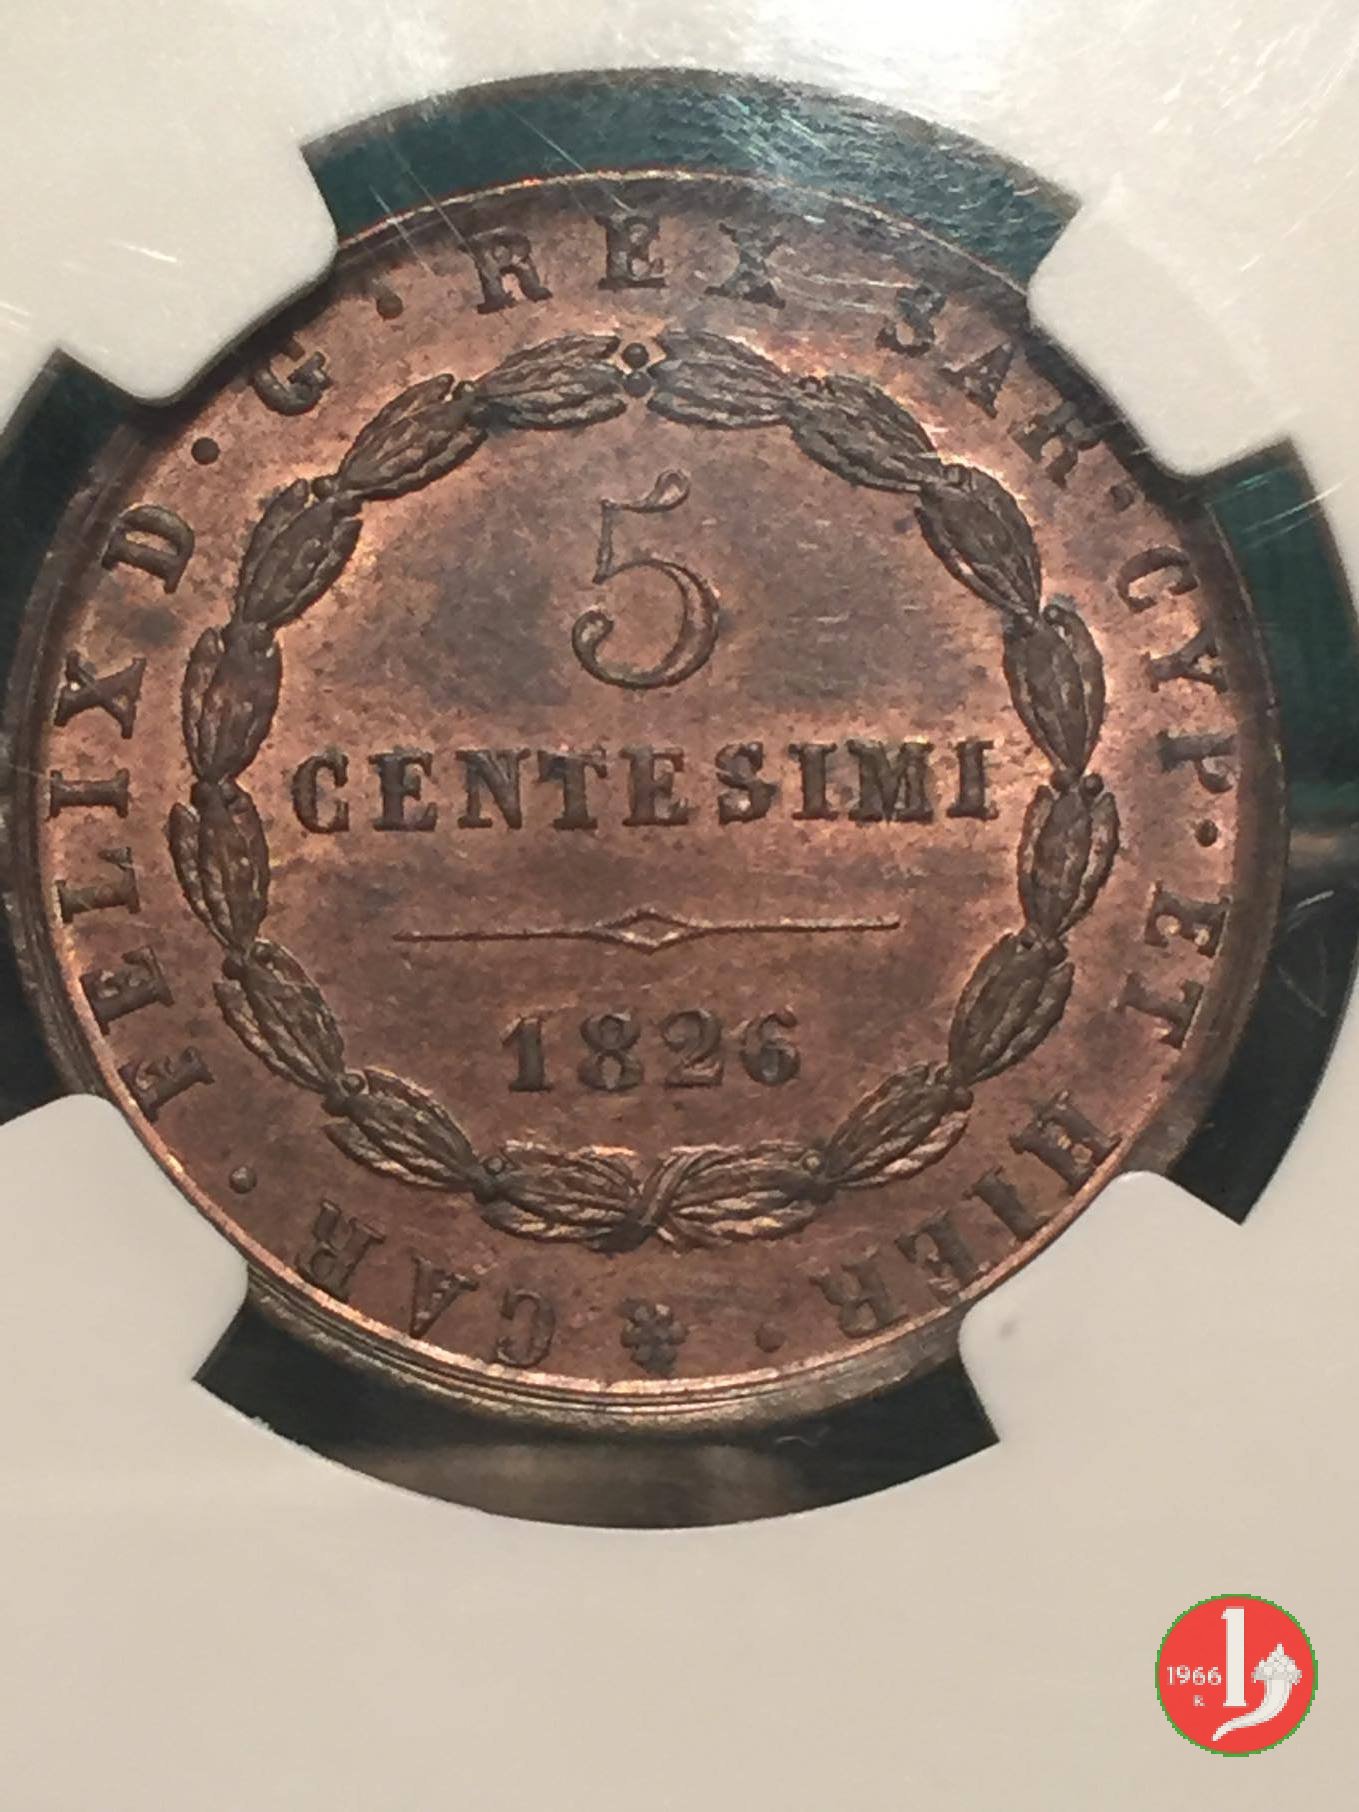 CAR · FELIX D · G · REX SAR · CYP · ET HIER ·
5
CENTESIMI
1826
1966
R